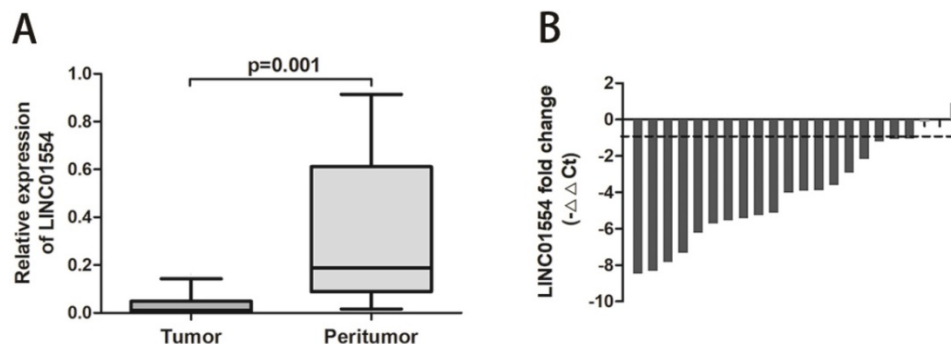 A
B
p=0.001
Relative expression
of LINC01554
1.0
0.8
0.6
0.4
0.2
0.0
Tumor
Peritumor
LINC01554 fold change
(-△△Ct)
2
0
-2
-4
-6
-8
-10